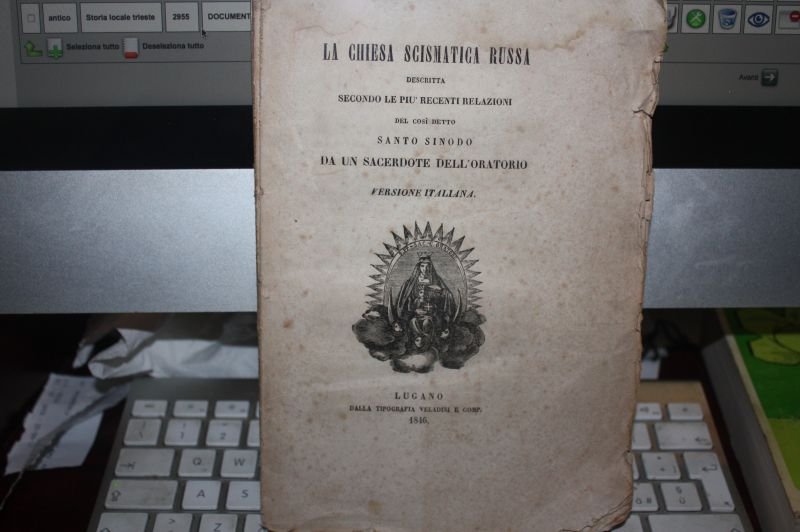 antico
Storia locale trieste
2955
DOCUMENT
Seleziona tutto
Deseleziona tutto
Avanti
LA CHIESA SCISMATICA RUSSA
DESCRITTA
SECONDO LE PIU' RECENTI RELAZIONI
DEL COSÌ DETTO
SANTO SINODO
DA UN SACERDOTE DELL'ORATORIO
VERSIONE ITALIANA.
LUGANO
DALLA TIPOGRAFIA VELADINI E COMP.
1846.
1
2
Q
W
A
S
Z
X